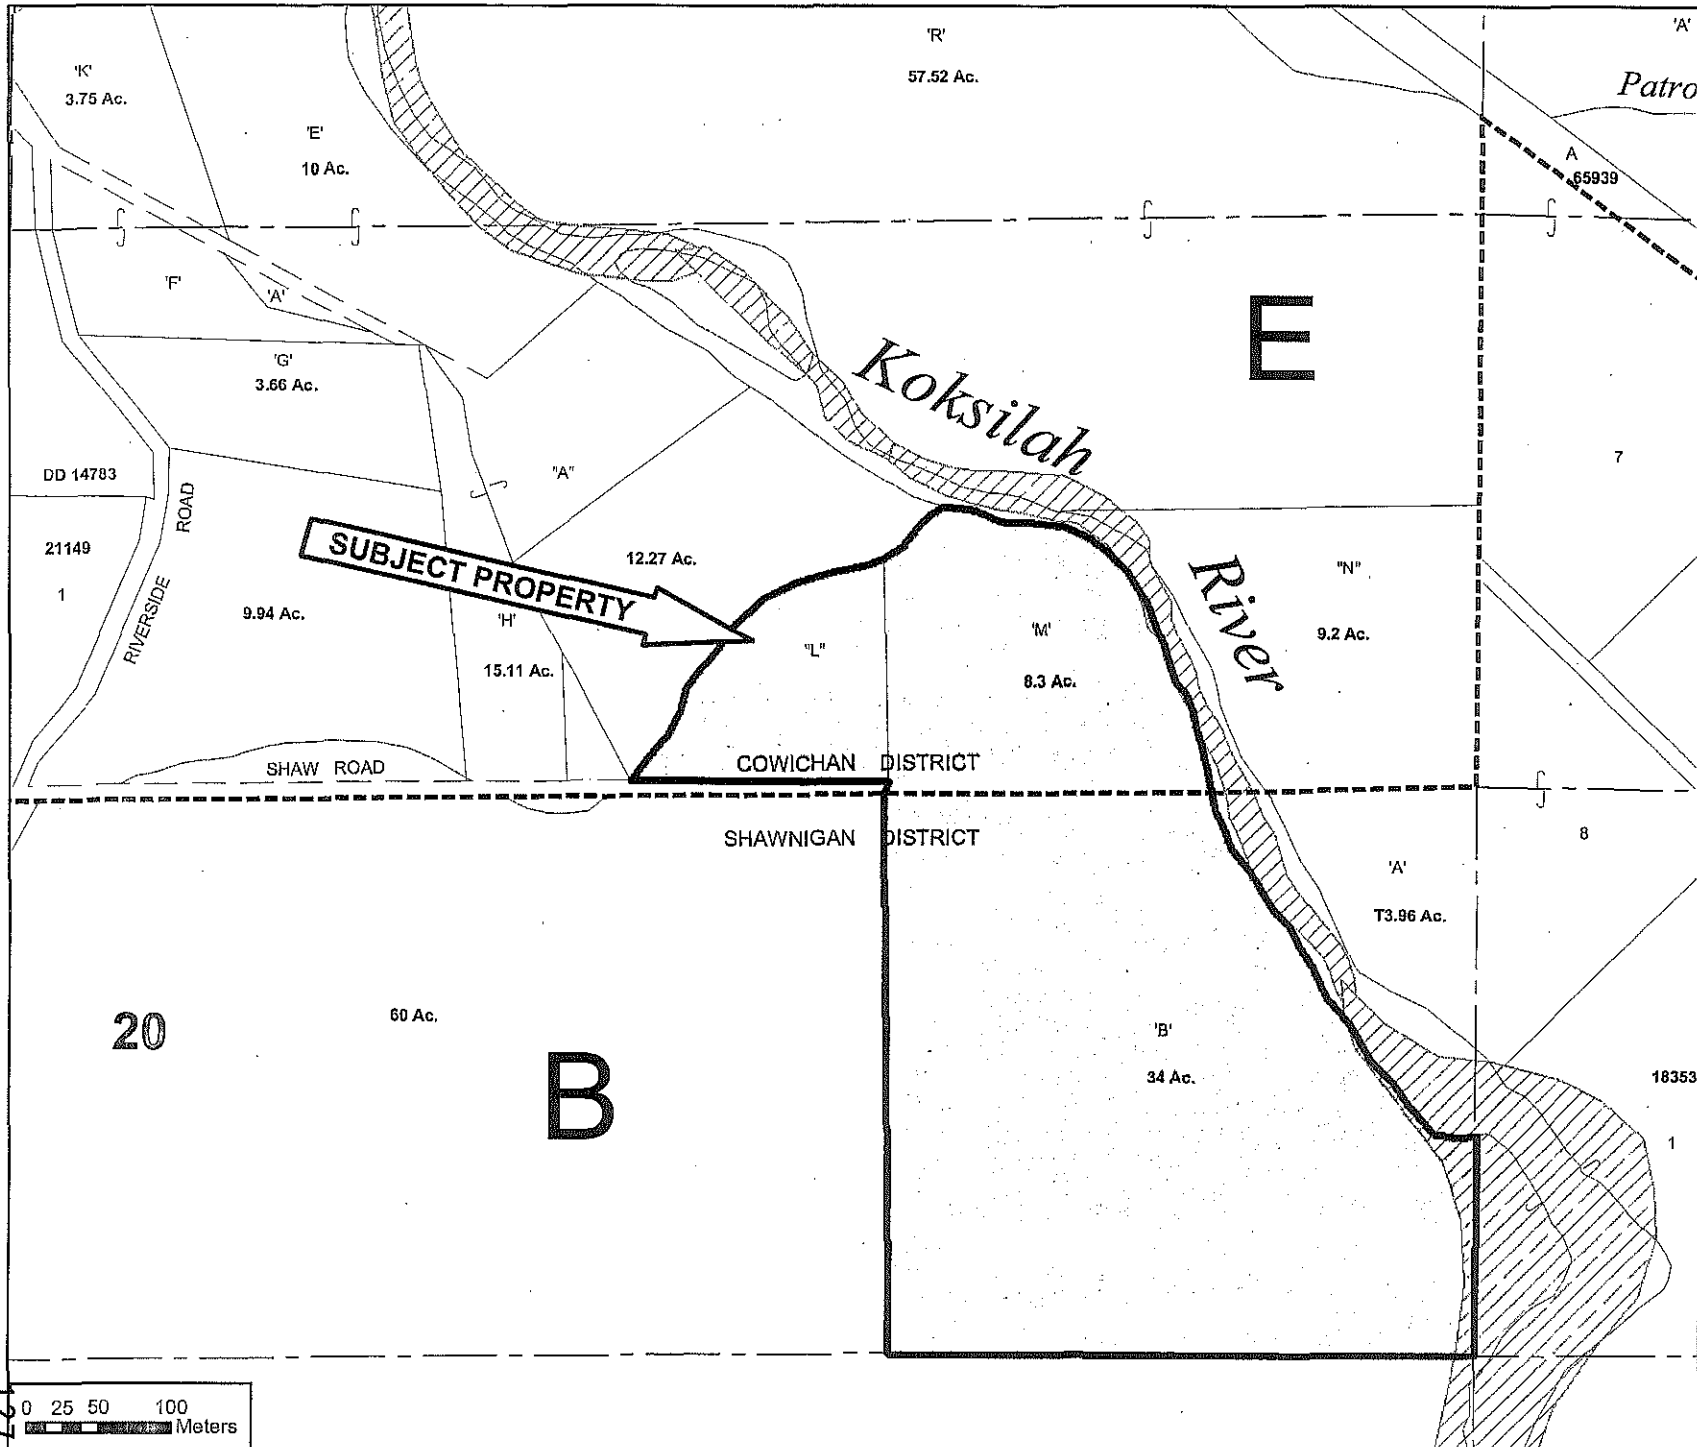 'R'
57.52 Ac.
'A'
Patro
'K'
3.75 Ac.
'E'
10 Ac.
A
65939
'F'
'A'
E
'G'
3.66 Ac.
Koksilah
River
7
DD 14783
"A"
ROAD
RIVERSIDE
21149
1
SUBJECT PROPERTY
12.27 Ac.
"N"
9.2 Ac.
9.94 Ac.
'H'
15.11 Ac.
"L"
'M'
8.3 Ac.
SHAW ROAD
COWICHAN DISTRICT
SHAWNIGAN DISTRICT
8
'A'
T3.96 Ac.
20
60 Ac.
B
'B'
34 Ac.
18353
1
0 25 50 100
Meters